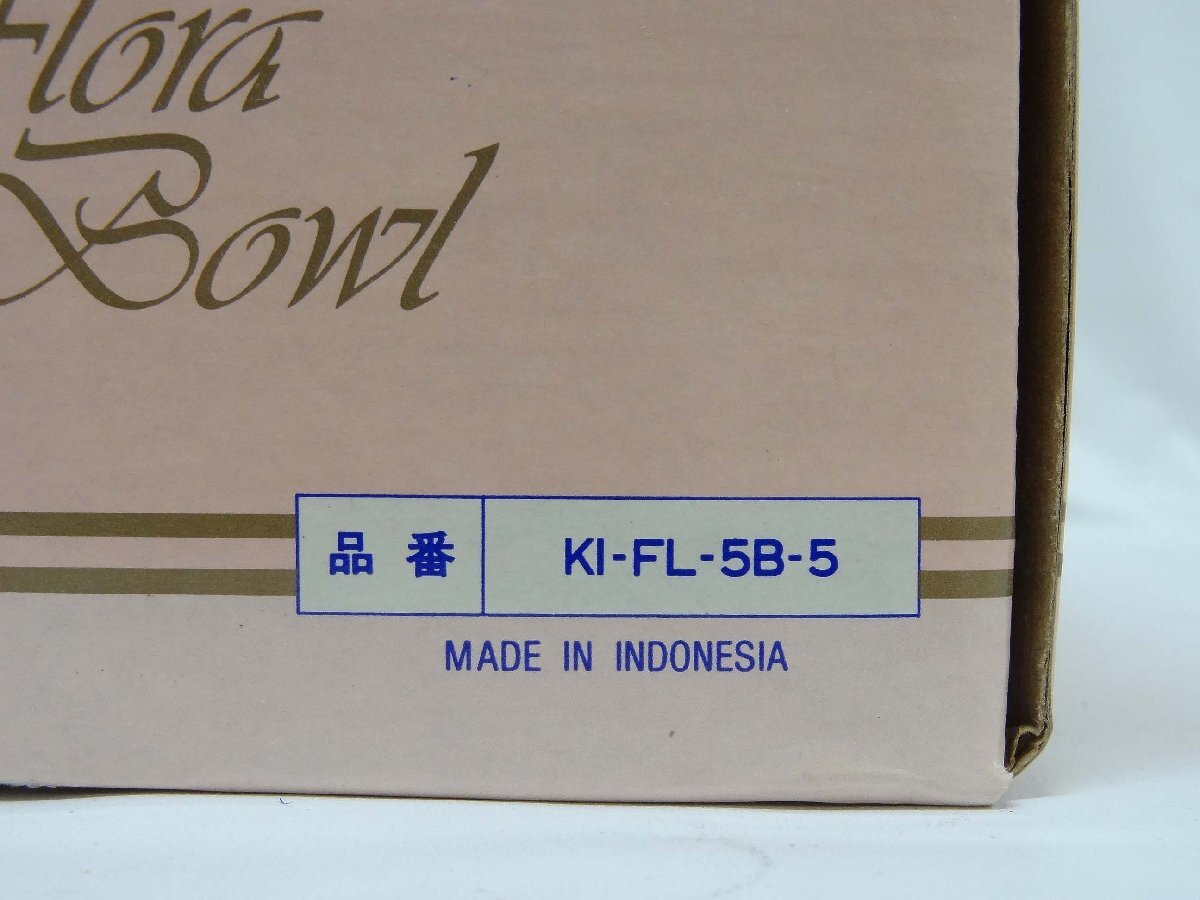 Flora
Bowl
品番 KI-FL-5B-5
MADE IN INDONESIA